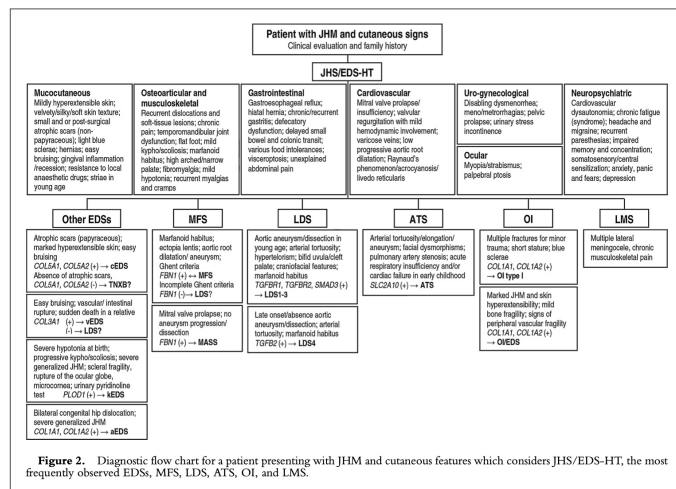 Patient with JHM and cutaneous signs
Clinical evaluation and family history
JHS/EDS-HT
Mucocutaneous
Mildly hyperextensible skin;
velvety/silky/soft skin texture;
small and or post-surgical
atrophic scars (non-
papyraceous); light blue
sclerae; hernias; easy
bruising; gingival inflammation
/recession; resistance to local
anaesthetic drugs; striae in
young age
Osteoarticular and
musculoskeletal
Recurrent dislocations and
soft-tissue lesions; chronic
pain; temporomandibular joint
dysfunction; flat foot; mild
kypho/scoliosis; marfanoid
habitus; high arched/narrow
palate; fibromyalgia; mild
hypotonia; recurrent myalgias
and cramps
Gastrointestinal
Gastroesophageal reflux;
hiatal hernia; chronic/recurrent
gastritis; defecatory
dysfunction; delayed small
bowel and colonic transit;
various food intolerances;
visceroptosis; unexplained
abdominal pain
Cardiovascular
Mitral valve prolapse/
insufficiency; valvular
regurgitation with mild
hemodynamic involvement;
varicose veins; low
progressive aortic root
dilatation; Raynaud's
phenomenon/acrocyanosis/
livedo reticularis
Uro-gynecological
Disabling dysmenorrhea;
meno/metrorrhagias; pelvic
prolapse; urinary stress
incontinence
Ocular
Myopia/strabismus;
palpebral ptosis
Neuropsychiatric
Cardiovascular
dysautonomia; chronic fatigue
(syndrome); headache and
migraine; recurrent
paresthesias; impaired
memory and concentration;
somatosensory/central
sensitization; anxiety, panic
and fears; depression
Other EDSs
Atrophic scars (papyraceous);
marked hyperextensible skin; easy
bruising
COL5A1, COL5A2 (+) → cEDS
Absence of atrophic scars,
COL5A1, COL5A2 (-) → TNXB?
Easy bruising; vascular/ intestinal
rupture; sudden death in a relative
COL3A1 (+) → vEDS
(-) → LDS?
Severe hypotonia at birth;
progressive kypho/scoliosis; severe
generalized JHM; scleral fragility,
rupture of the ocular globe,
microcornea; urinary pyridinoline
test PLOD1 (+) → kEDS
Bilateral congenital hip dislocation;
severe generalized JHM
COL1A1, COL1A2 (+) → aEDS
MFS
Marfanoid habitus;
ectopia lentis; aortic root
dilatation/ aneurysm;
Ghent criteria
FBN1 (+) ↔ MFS
Incomplete Ghent criteria
FBN1 (-)→ LDS?
Mitral valve prolapse; no
aneurysm progression/
dissection
FBN1 (+) → MASS
LDS
Aortic aneurysm/dissection in
young age; arterial tortuosity;
hypertelorism; bifid uvula/cleft
palate; craniofacial features;
marfanoid habitus
TGFBR1, TGFBR2, SMAD3 (+)
→ LDS1-3
Late onset/absence aortic
aneurysm/dissection; arterial
tortuosity; marfanoid habitus
TGFB2 (+) → LDS4
ATS
Arterial tortuosity/elongation/
aneurysm; facial dysmorphisms;
pulmonary artery stenosis; acute
respiratory insufficiency and/or
cardiac failure in early childhood
SLC2A10 (+) → ATS
OI
Multiple fractures for minor
trauma; short stature; blue
sclerae
COL1A1, COL1A2 (+)
→ OI type I
Marked JHM and skin
hyperextensibility; mild
bone fragility; signs of
peripheral vascular fragility
COL1A1, COL1A2 (+)
→ OI/EDS
LMS
Multiple lateral
meningocele, chronic
musculoskeletal pain
Figure 2. Diagnostic flow chart for a patient presenting with JHM and cutaneous features which considers JHS/EDS-HT, the most
frequently observed EDSs, MFS, LDS, ATS, OI, and LMS.